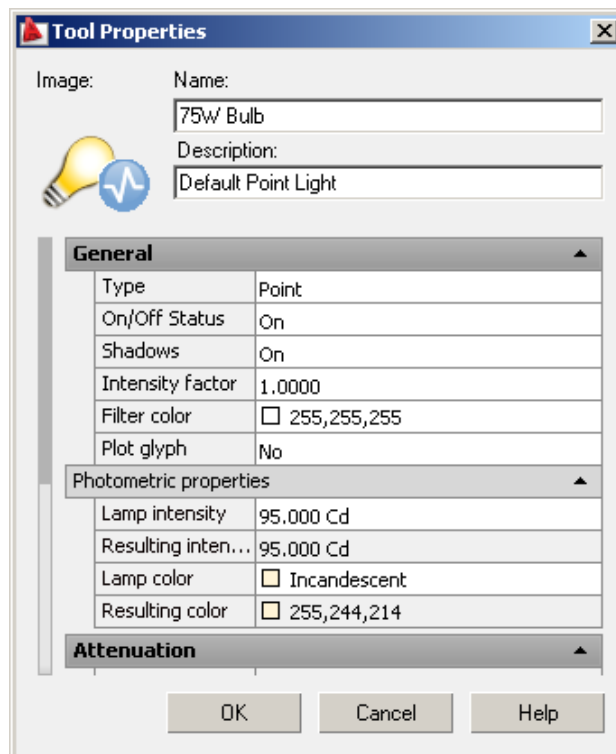 Tool Properties
Image:
Name:
75W Bulb
Description:
Default Point Light
General
Type Point
On/Off Status On
Shadows On
Intensity factor 1.0000
Filter color 255,255,255
Plot glyph No
Photometric properties
Lamp intensity 95.000 Cd
Resulting inten... 95.000 Cd
Lamp color Incandescent
Resulting color 255,244,214
Attenuation
OK Cancel Help